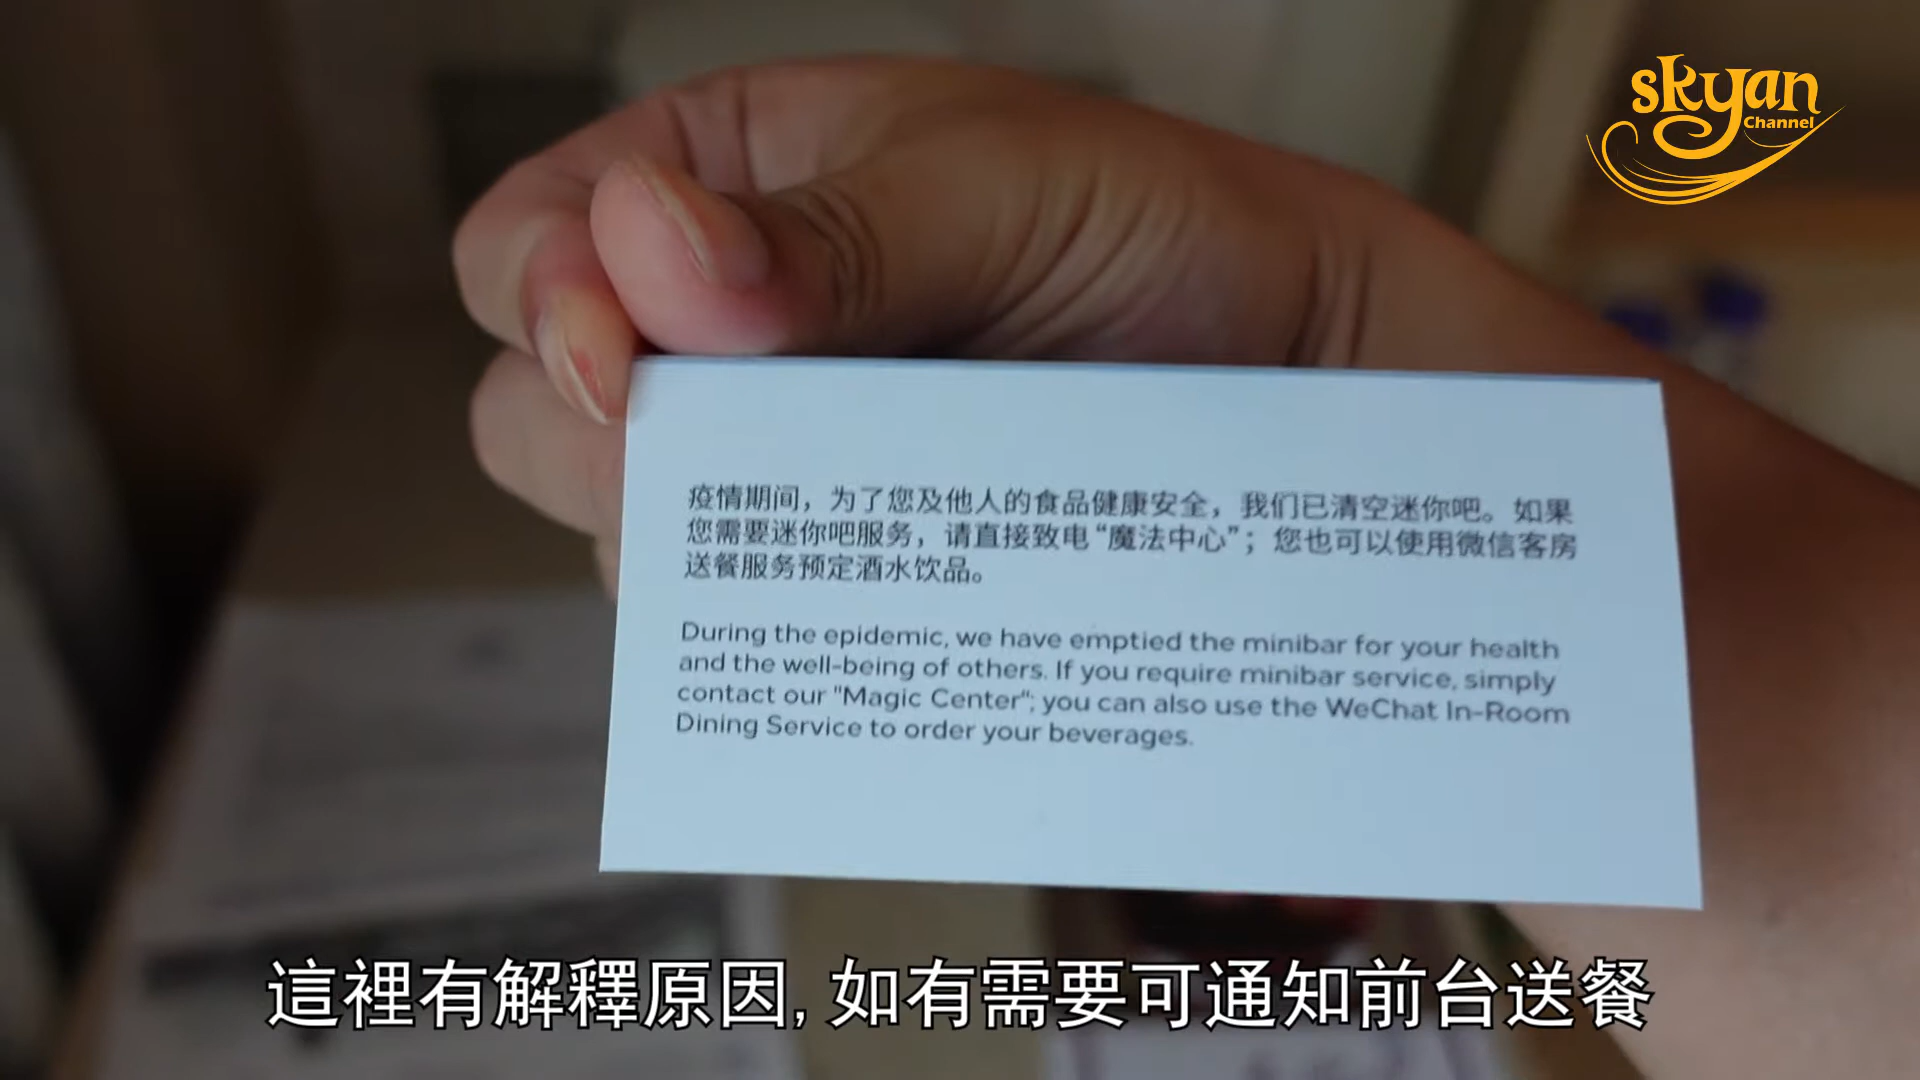 skyan
Channel
疫情期间，为了您及他人的食品健康安全，我们已清空迷你吧。如果
您需要迷你吧服务，请直接致电“魔法中心”；您也可以使用微信客房
送餐服务预定酒水饮品。
During the epidemic, we have emptied the minibar for your health
and the well-being of others. If you require minibar service, simply
contact our "Magic Center"; you can also use the WeChat In-Room
Dining Service to order your beverages.
這裡有解釋原因, 如有需要可通知前台送餐